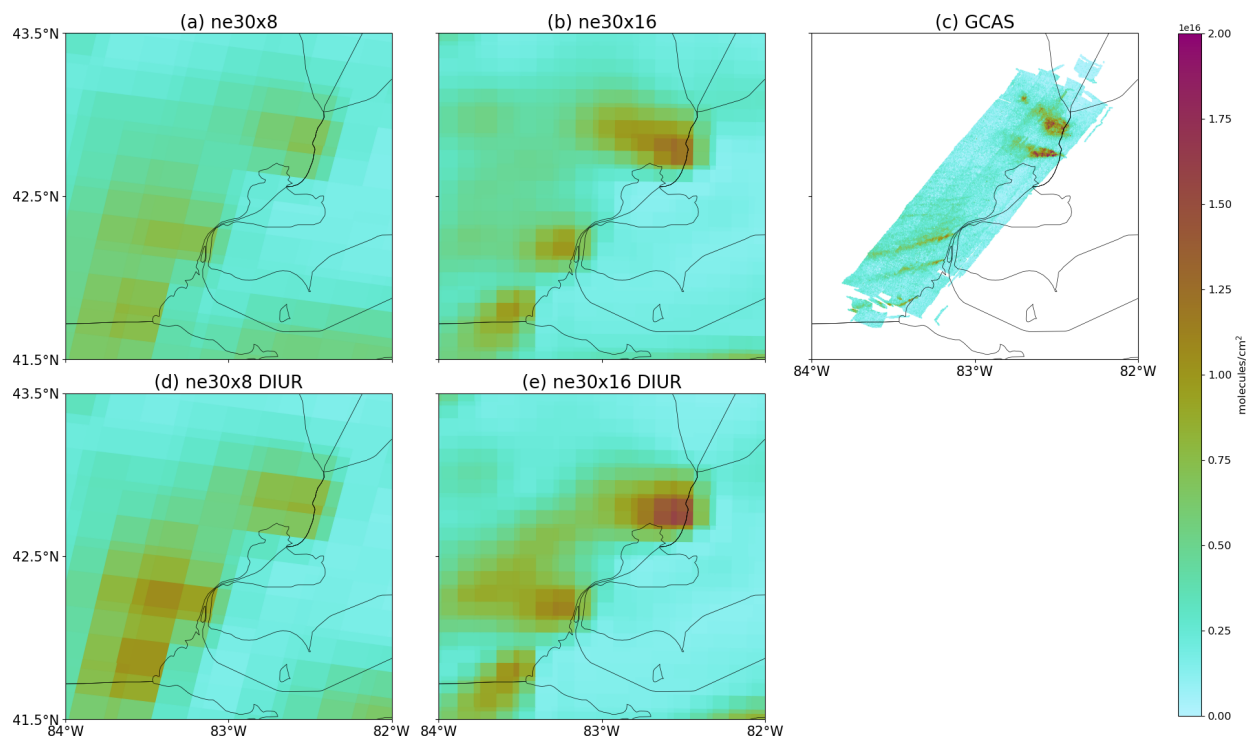 (a) ne30x8
(b) ne30x16
(c) GCAS
43.5°N
42.5°N
41.5°N
84°W
83°W
82°W
1e16
2.00
1.75
1.50
1.25
1.00
0.75
0.50
0.25
0.00
molecules/cm²
(d) ne30x8 DIUR
(e) ne30x16 DIUR
43.5°N
42.5°N
41.5°N
84°W
83°W
82°W
84°W
83°W
82°W